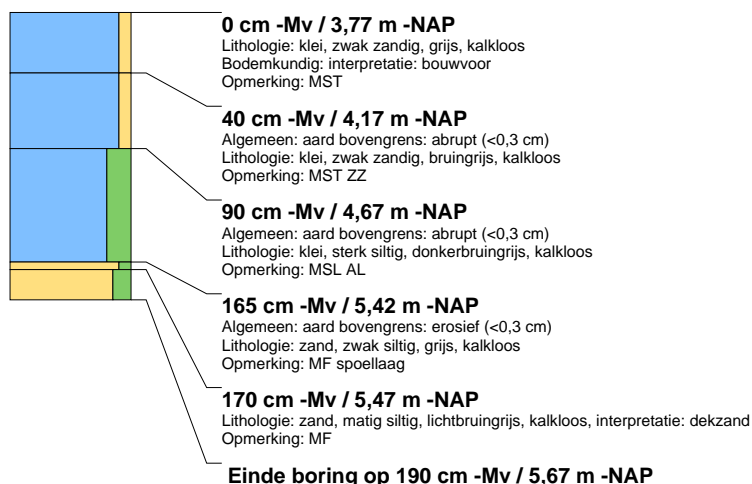 0 cm -Mv / 3,77 m -NAP
Lithologie: klei, zwak zandig, grijs, kalkloos
Bodemkundig: interpretatie: bouwvoor
Opmerking: MST
40 cm -Mv / 4,17 m -NAP
Algemeen: aard bovengrens: abrupt (<0,3 cm)
Lithologie: klei, zwak zandig, bruingrijs, kalkloos
Opmerking: MST ZZ
90 cm -Mv / 4,67 m -NAP
Algemeen: aard bovengrens: abrupt (<0,3 cm)
Lithologie: klei, sterk siltig, donkerbruingrijs, kalkloos
Opmerking: MSL AL
165 cm -Mv / 5,42 m -NAP
Algemeen: aard bovengrens: erosief (<0,3 cm)
Lithologie: zand, zwak siltig, grijs, kalkloos
Opmerking: MF spoellaag
170 cm -Mv / 5,47 m -NAP
Lithologie: zand, matig siltig, lichtbruingrijs, kalkloos, interpretatie: dekzand
Opmerking: MF
Einde boring op 190 cm -Mv / 5,67 m -NAP